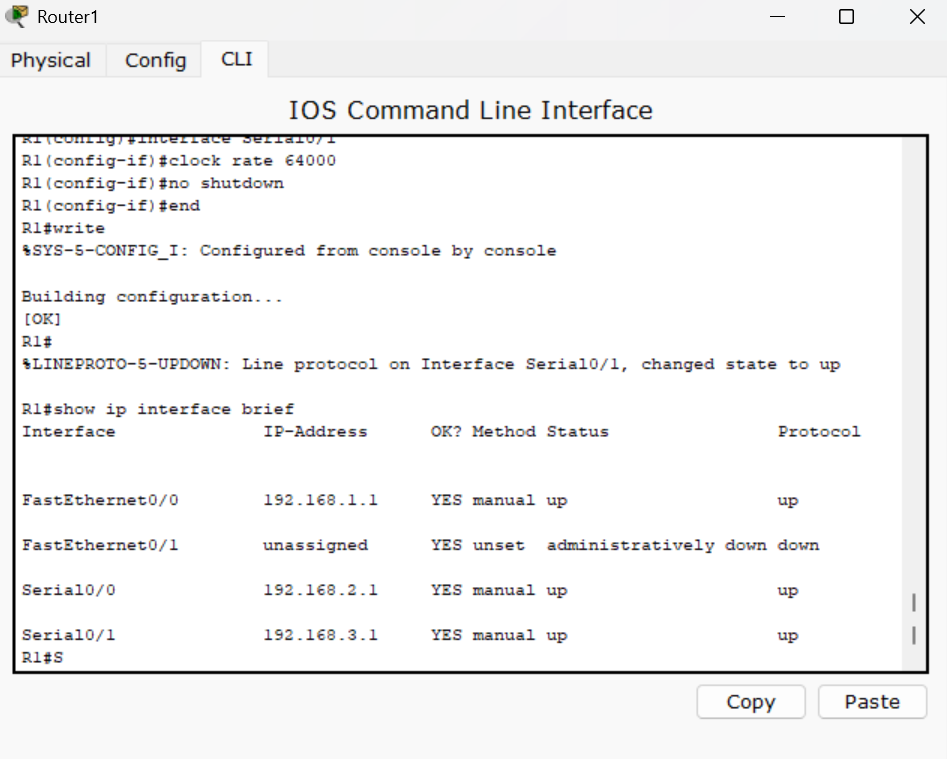 Router1
Physical Config CLI
IOS Command Line Interface
R1(config)#interface Serial0/1
R1(config-if)#clock rate 64000
R1(config-if)#no shutdown
R1(config-if)#end
R1#write
%SYS-5-CONFIG_I: Configured from console by console
Building configuration...
[OK]
R1#
%LINEPROTO-5-UPDOWN: Line protocol on Interface Serial0/1, changed state to up
R1#show ip interface brief
Interface IP-Address OK? Method Status Protocol
FastEthernet0/0 192.168.1.1 YES manual up up
FastEthernet0/1 unassigned YES unset administratively down down
Serial0/0 192.168.2.1 YES manual up up
Serial0/1 192.168.3.1 YES manual up up
R1#S
Copy Paste